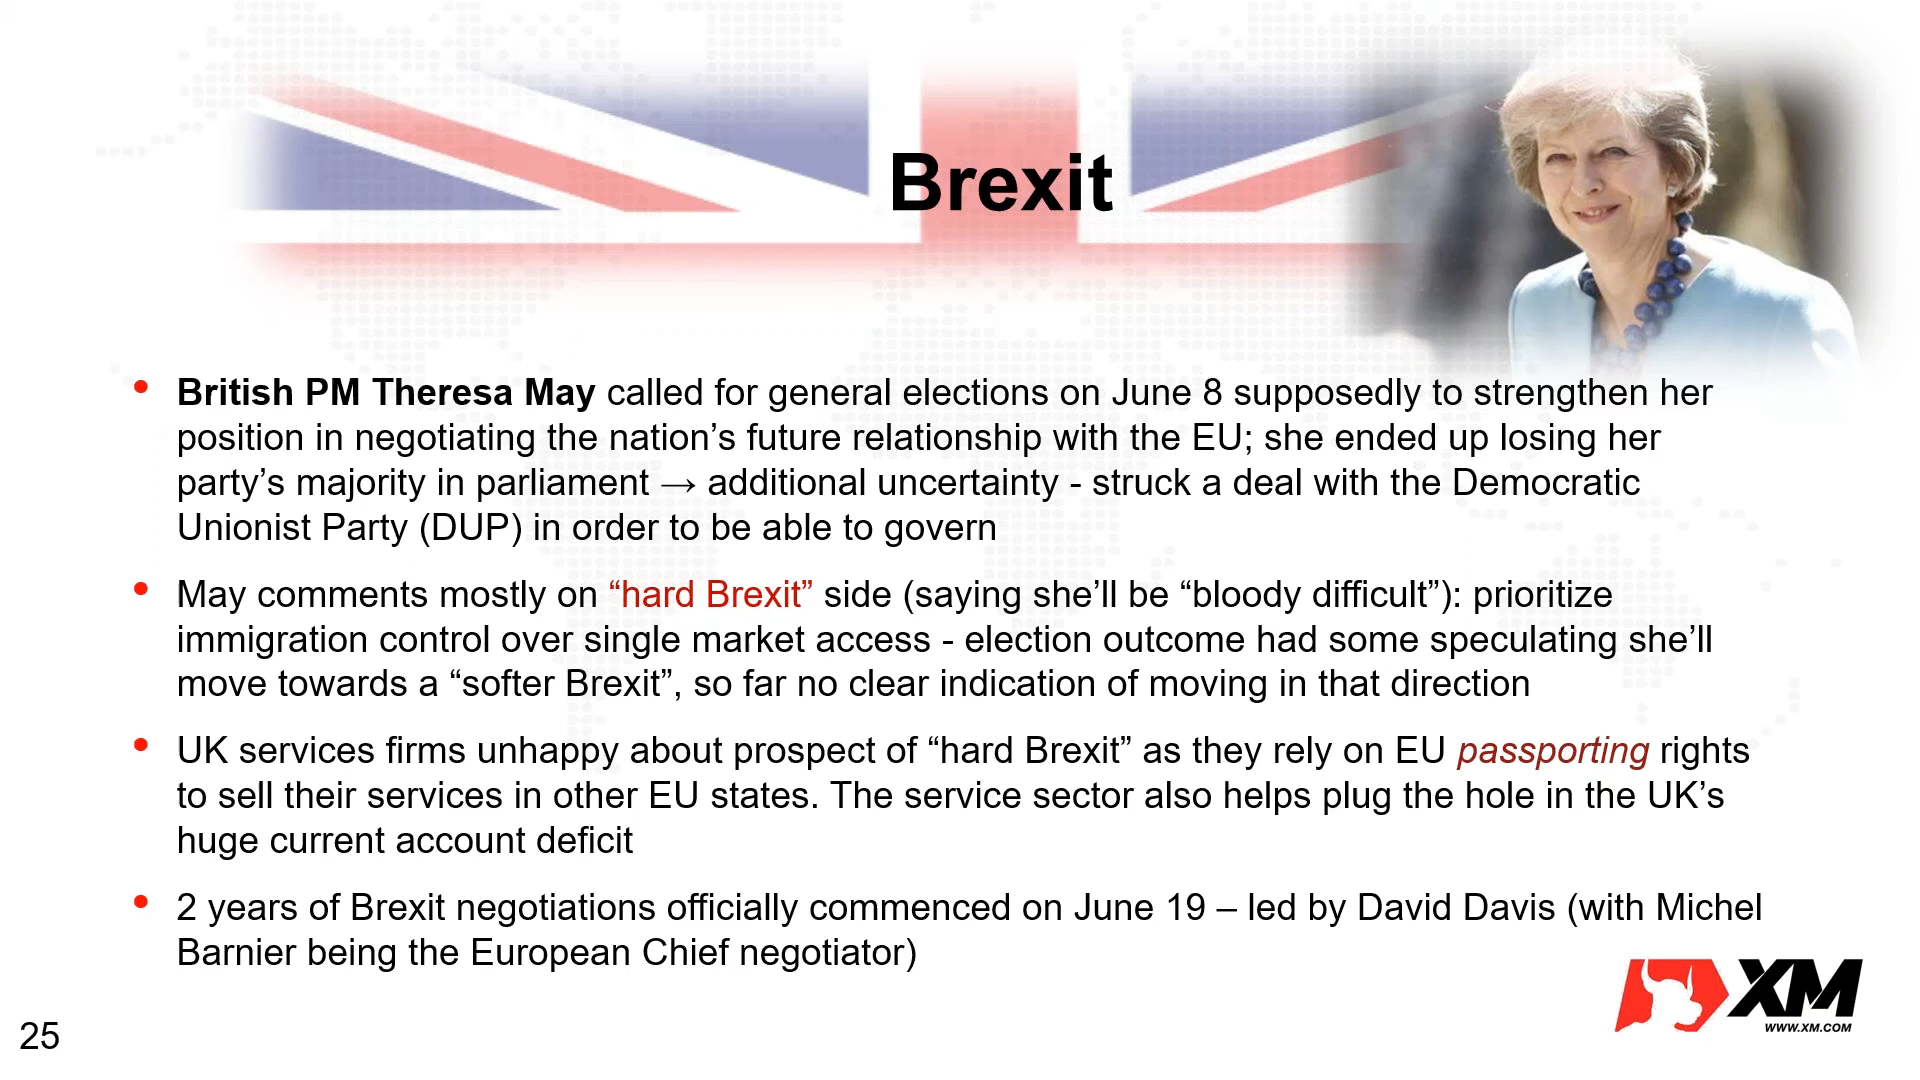 Brexit
• British PM Theresa May called for general elections on June 8 supposedly to strengthen her
position in negotiating the nation’s future relationship with the EU; she ended up losing her
party’s majority in parliament → additional uncertainty - struck a deal with the Democratic
Unionist Party (DUP) in order to be able to govern
• May comments mostly on “hard Brexit” side (saying she’ll be “bloody difficult”): prioritize
immigration control over single market access - election outcome had some speculating she’ll
move towards a “softer Brexit”, so far no clear indication of moving in that direction
• UK services firms unhappy about prospect of “hard Brexit” as they rely on EU passporting rights
to sell their services in other EU states. The service sector also helps plug the hole in the UK’s
huge current account deficit
• 2 years of Brexit negotiations officially commenced on June 19 – led by David Davis (with Michel
Barnier being the European Chief negotiator)
XM
WWW.XM.COM
25